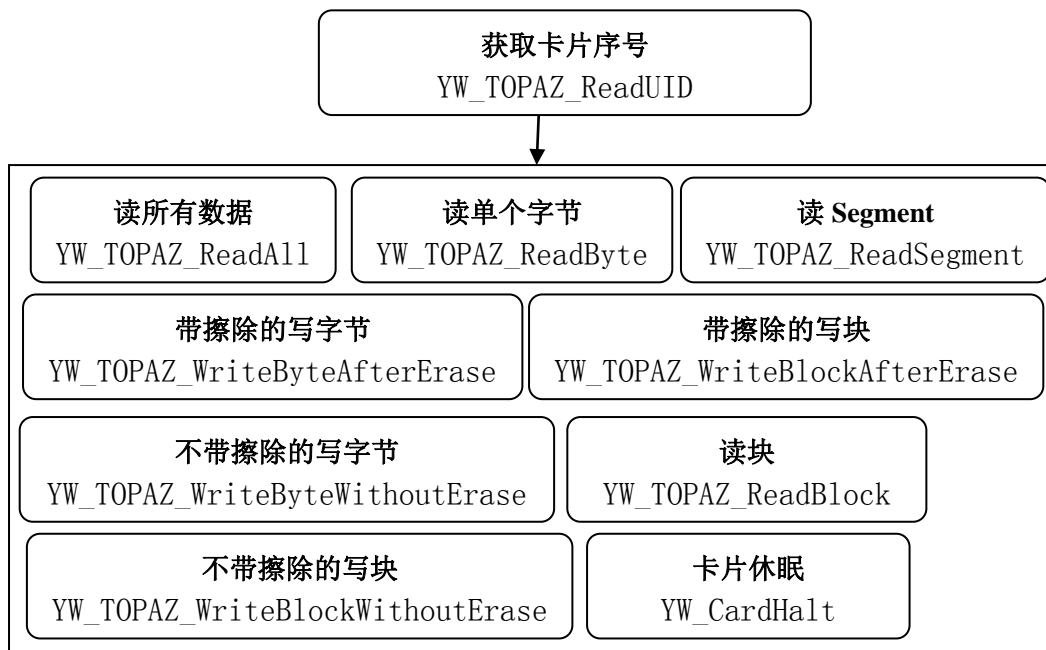 获取卡片序号
YW_TOPAZ_ReadUID
读所有数据
YW_TOPAZ_ReadAll
读单个字节
YW_TOPAZ_ReadByte
读 Segment
YW_TOPAZ_ReadSegment
带擦除的写字节
YW_TOPAZ_WriteByteAfterErase
带擦除的写块
YW_TOPAZ_WriteBlockAfterErase
不带擦除的写字节
YW_TOPAZ_WriteByteWithoutErase
读块
YW_TOPAZ_ReadBlock
不带擦除的写块
YW_TOPAZ_WriteBlockWithoutErase
卡片休眠
YW_CardHalt